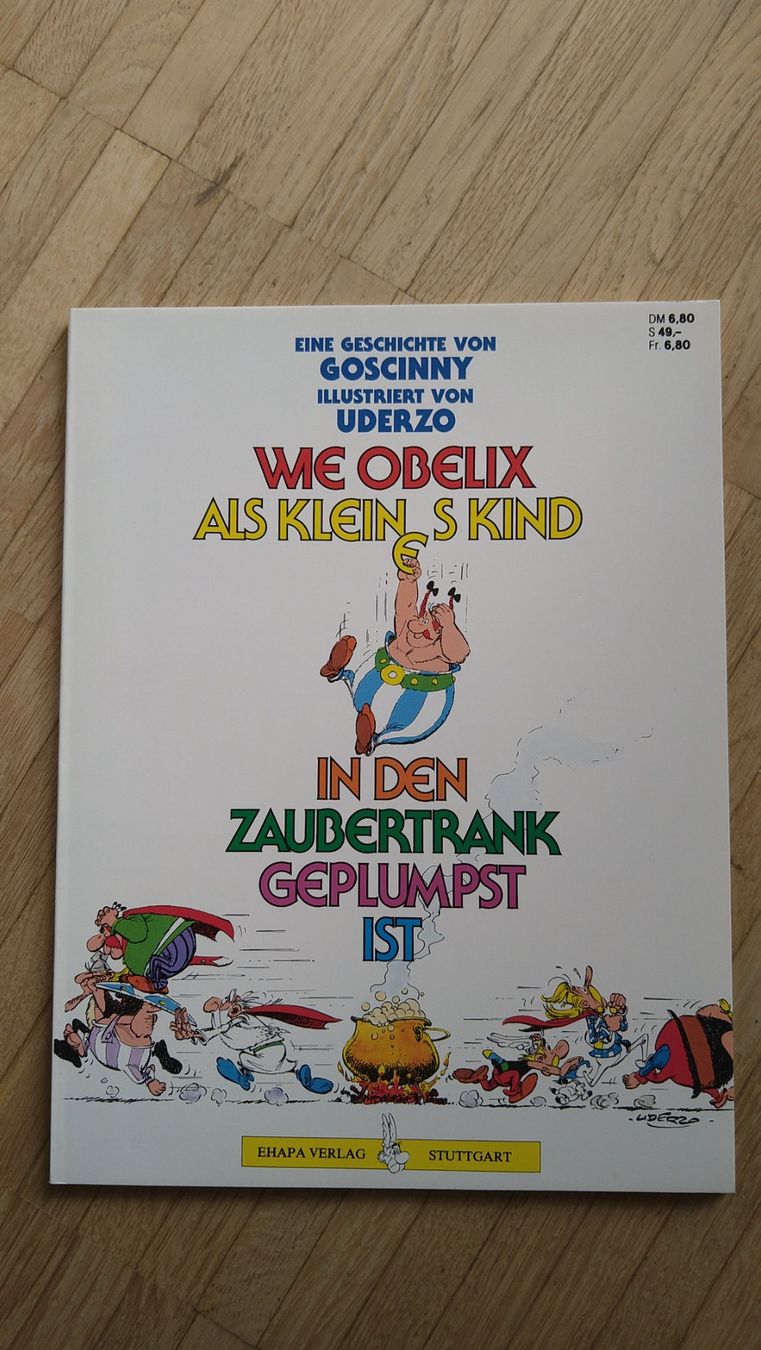 DM 6,80
S 49,–
Fr. 6,80
EINE GESCHICHTE VON
GOSCINNY
ILLUSTRIERT VON
UDERZO
WIE OBELIX
ALS KLEINES KIND
IN DEN
ZAUBERTRANK
GEPLUMPST
IST
·UDERZO·
EHAPA VERLAG STUTTGART